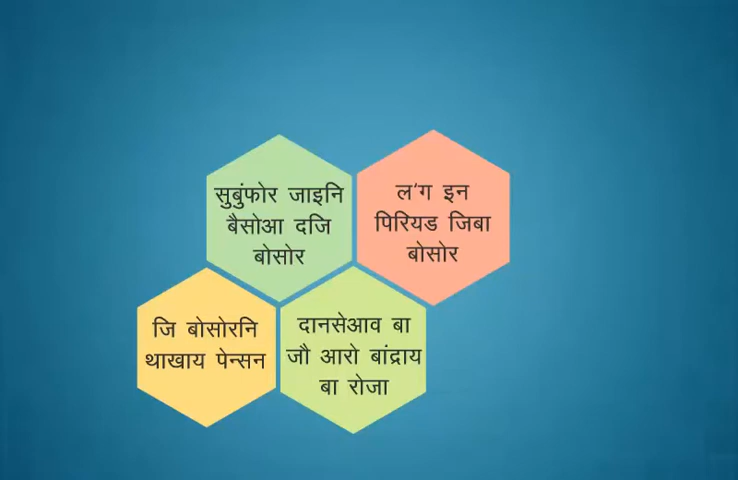 सुबुंफोर जाइनि
बैसोआ दजि
बोसोर
ल'ग इन
पिरियड जिबा
बोसोर
जि बोसोरनि
थाखाय पेन्सन
दानसेआव बा
जौ आरो बांद्राय
बा रोजा